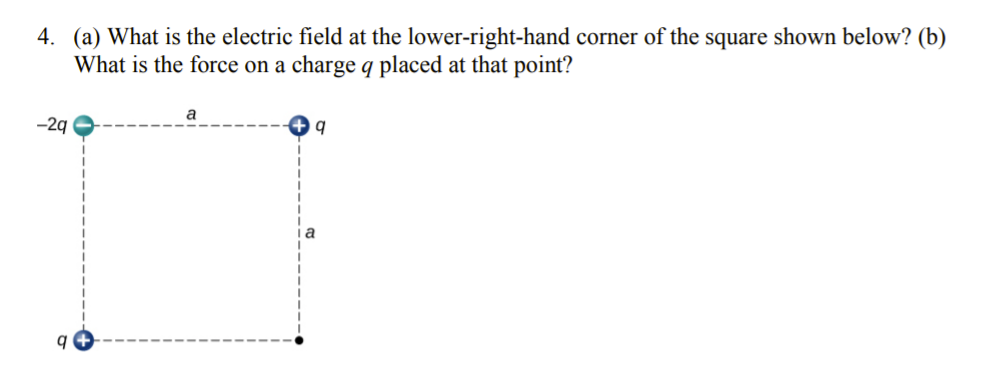 4. (a) What is the electric field at the lower-right-hand corner of the square shown below? (b)
What is the force on a charge q placed at that point?
a
−2q − + q
a
q +